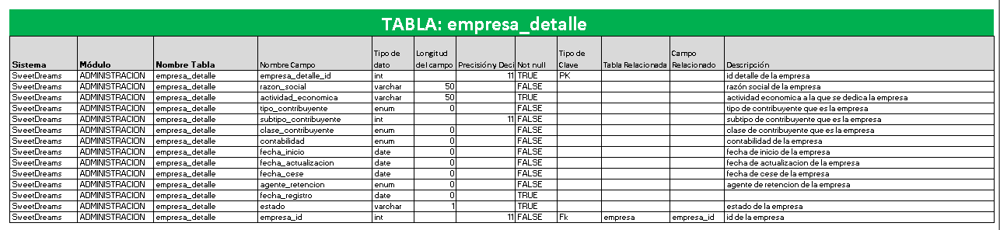 TABLA: empresa_detalle
Sistema Módulo Nombre Tabla Nombre Campo Tipo de dato Longitud del campo Precisión y Deci Not null Tipo de Clave Tabla Relacionada Campo Relacionado Descripción
SweetDreams ADMINISTRACION empresa_detalle empresa_detalle_id int 11 TRUE PK id detalle de la empresa
SweetDreams ADMINISTRACION empresa_detalle razon_social varchar 50 FALSE razón social de la empresa
SweetDreams ADMINISTRACION empresa_detalle actividad_economica varchar 50 TRUE actividad economica a la que se dedica la empresa
SweetDreams ADMINISTRACION empresa_detalle tipo_contribuyente enum 0 FALSE tipo de contribuyente que es la empresa
SweetDreams ADMINISTRACION empresa_detalle subtipo_contribuyente int 11 FALSE subtipo de contribuyente que es la empresa
SweetDreams ADMINISTRACION empresa_detalle clase_contribuyente enum 0 FALSE clase de contribuyente que es la empresa
SweetDreams ADMINISTRACION empresa_detalle contabilidad enum 0 FALSE contabilidad de la empresa
SweetDreams ADMINISTRACION empresa_detalle fecha_inicio date 0 FALSE fecha de inicio de la empresa
SweetDreams ADMINISTRACION empresa_detalle fecha_actualizacion date 0 FALSE fecha de actualizacion de la empresa
SweetDreams ADMINISTRACION empresa_detalle fecha_cese date 0 FALSE fecha de cese de la empresa
SweetDreams ADMINISTRACION empresa_detalle agente_retencion enum 0 FALSE agente de retencion de la empresa
SweetDreams ADMINISTRACION empresa_detalle fecha_registro date 0 TRUE
SweetDreams ADMINISTRACION empresa_detalle estado varchar 1 TRUE estado de la empresa
SweetDreams ADMINISTRACION empresa_detalle empresa_id int 11 FALSE Fk empresa empresa_id id de la empresa